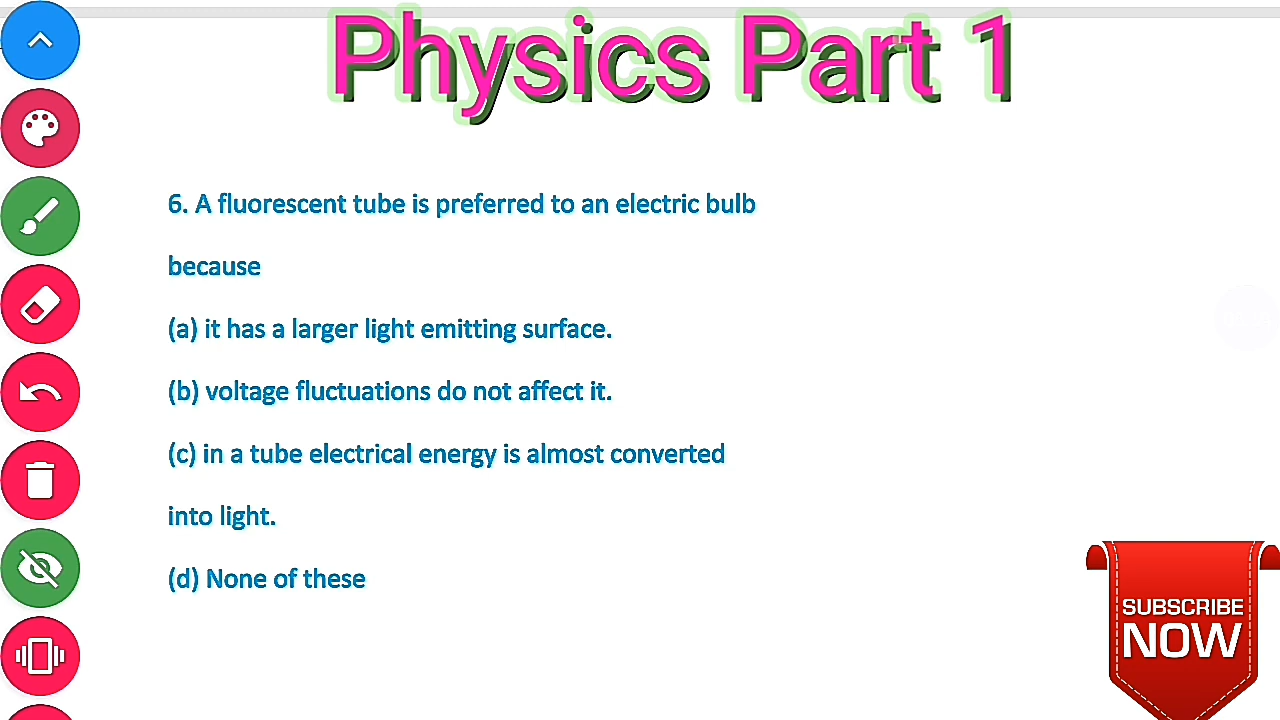 Physics Part 1
6. A fluorescent tube is preferred to an electric bulb
because
(a) it has a larger light emitting surface.
(b) voltage fluctuations do not affect it.
(c) in a tube electrical energy is almost converted
into light.
(d) None of these
SUBSCRIBE
NOW